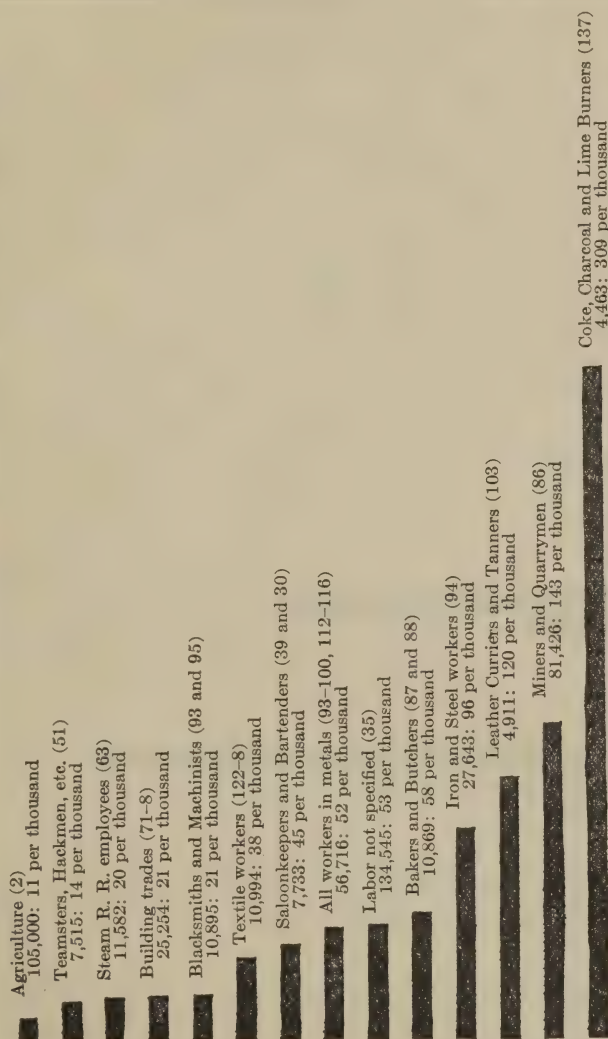 Agriculture (2)
105,000: 11 per thousand
Teamsters, Hackmen, etc. (51)
7,515: 14 per thousand
Steam R. R. employees (63)
11,582: 20 per thousand
Building trades (71–8)
25,254: 21 per thousand
Blacksmiths and Machinists (93 and 95)
10,895: 21 per thousand
Textile workers (122–8)
10,994: 38 per thousand
Saloonkeepers and Bartenders (39 and 30)
7,733: 45 per thousand
All workers in metals (93–100, 112–116)
56,716: 52 per thousand
Labor not specified (35)
134,545: 53 per thousand
Bakers and Butchers (87 and 88)
10,869: 58 per thousand
Iron and Steel workers (94)
27,643: 96 per thousand
Leather Curriers and Tanners (103)
4,911: 120 per thousand
Miners and Quarrymen (86)
81,426: 143 per thousand
Coke, Charcoal and Lime Burners (137)
4,463: 309 per thousand